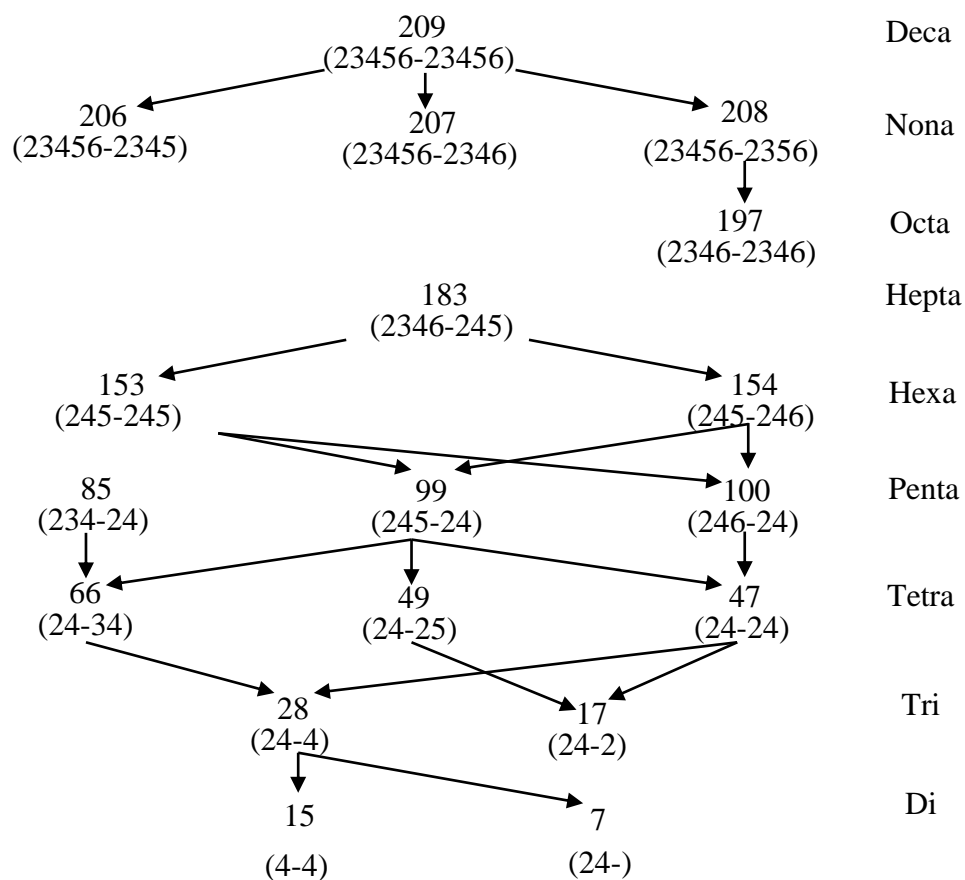 209 Deca
(23456-23456)
206 207 208 Nona
(23456-2345) (23456-2346) (23456-2356)
197 Octa
(2346-2346)
183 Hepta
(2346-245)
153 154 Hexa
(245-245) (245-246)
85 99 100 Penta
(234-24) (245-24) (246-24)
66 49 47 Tetra
(24-34) (24-25) (24-24)
28 17 Tri
(24-4) (24-2)
15 7 Di
(4-4) (24-)